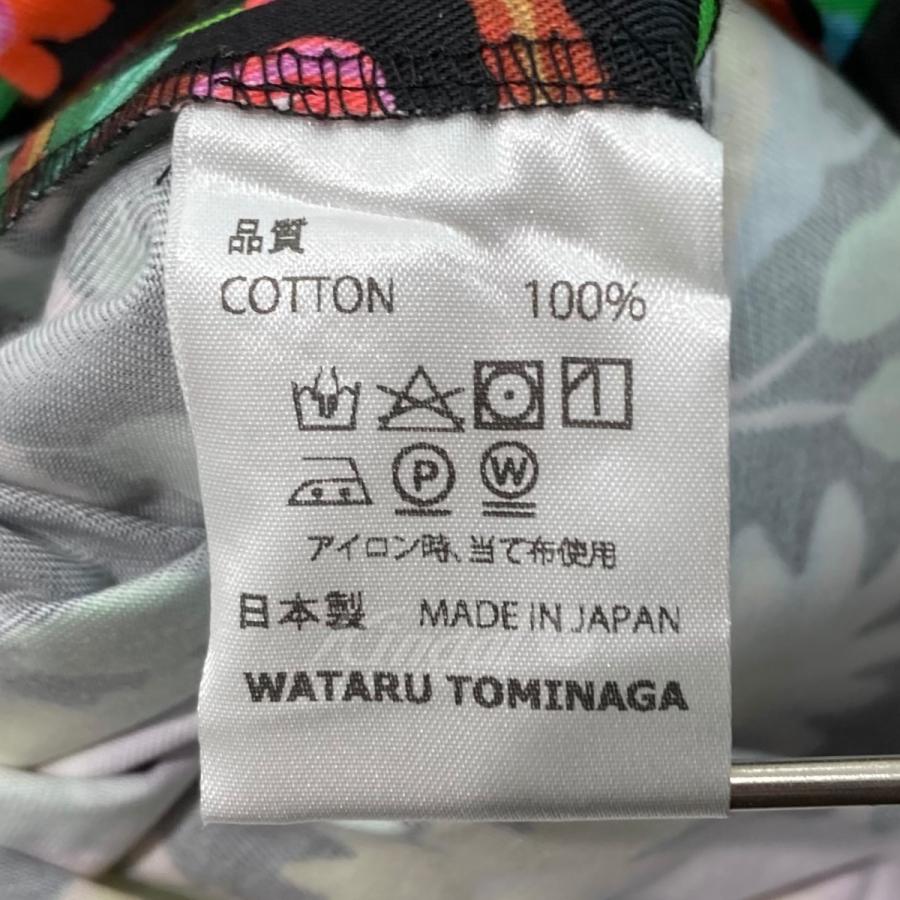 品質
COTTON 100%
P W
アイロン時、当て布使用
日本製 MADE IN JAPAN
WATARU TOMINAGA